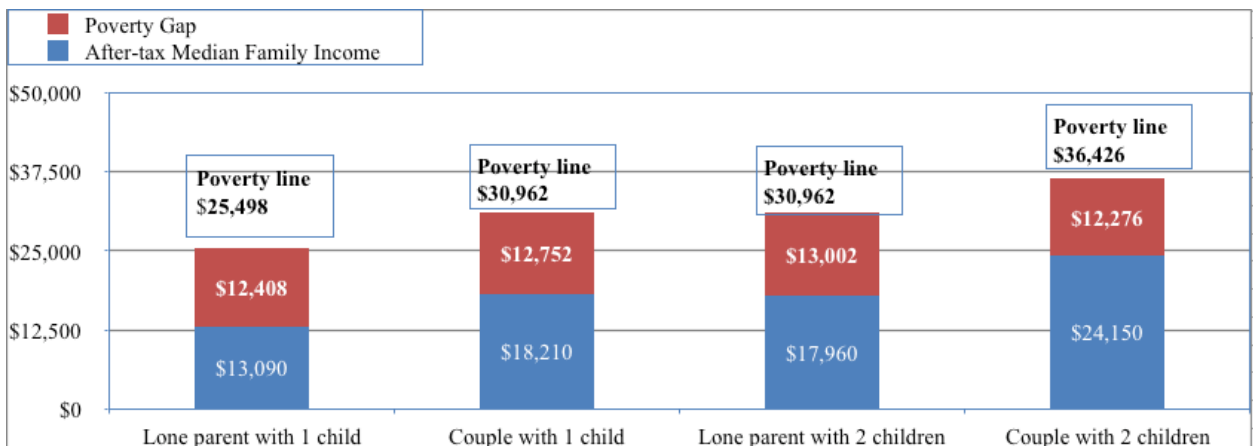 Poverty Gap
After-tax Median Family Income
$50,000
$37,500
$25,000
$12,500
$0
Poverty line
$25,498
Poverty line
$30,962
Poverty line
$30,962
Poverty line
$36,426
$12,408
$12,752
$13,002
$12,276
$13,090
$18,210
$17,960
$24,150
Lone parent with 1 child
Couple with 1 child
Lone parent with 2 children
Couple with 2 children